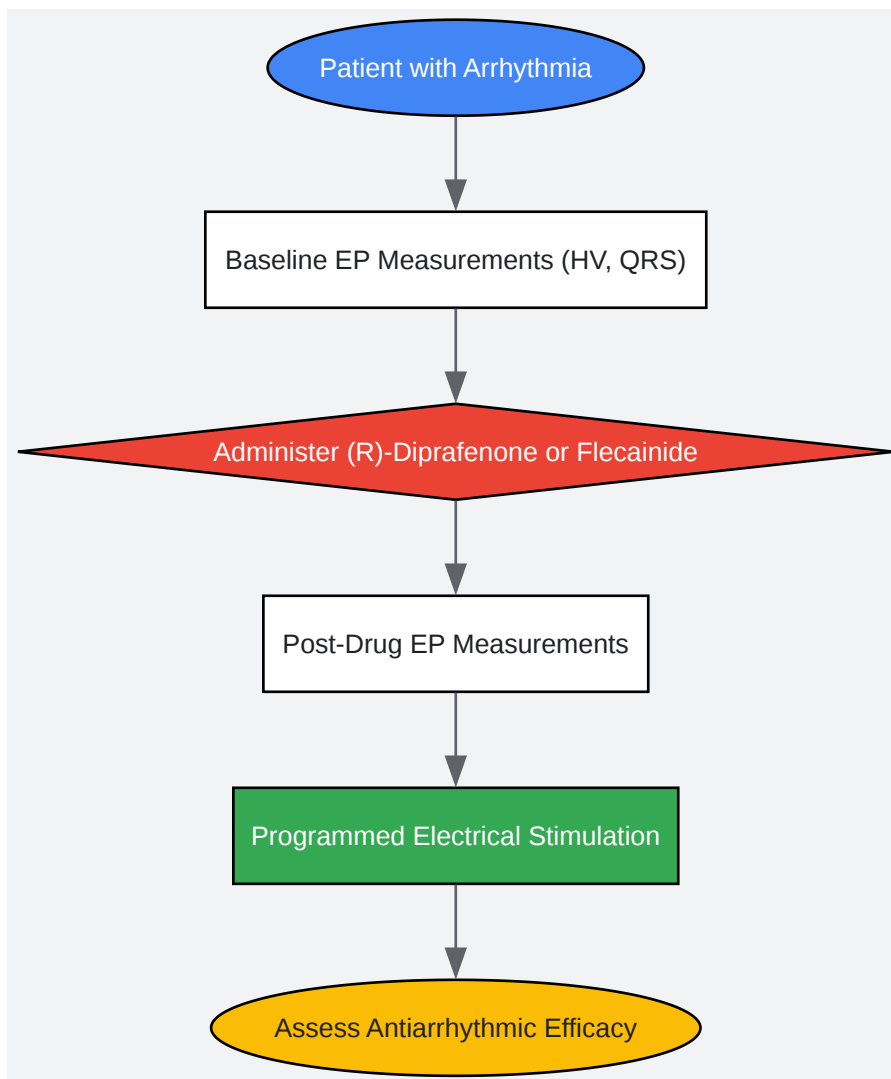 Patient with Arrhythmia
Baseline EP Measurements (HV, QRS)
Administer (R)-Diprafenone or Flecainide
Post-Drug EP Measurements
Programmed Electrical Stimulation
Assess Antiarrhythmic Efficacy